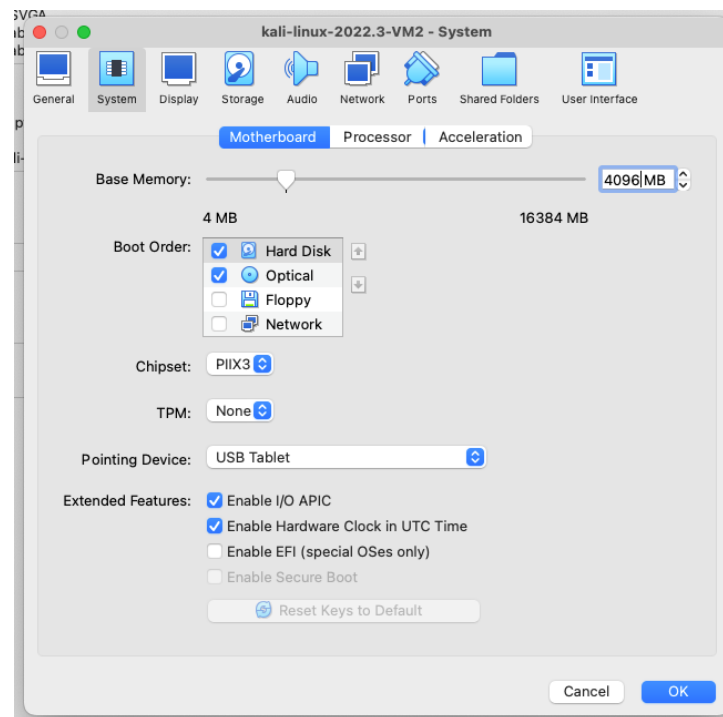 SVGA
kali-linux-2022.3-VM2 - System
General System Display Storage Audio Network Ports Shared Folders User Interface
Motherboard Processor Acceleration
Base Memory: 4096 MB
4 MB 16384 MB
Boot Order: Hard Disk
Optical
Floppy
Network
Chipset: PIIX3
TPM: None
Pointing Device: USB Tablet
Extended Features: Enable I/O APIC
Enable Hardware Clock in UTC Time
Enable EFI (special OSes only)
Enable Secure Boot
Reset Keys to Default
Cancel OK